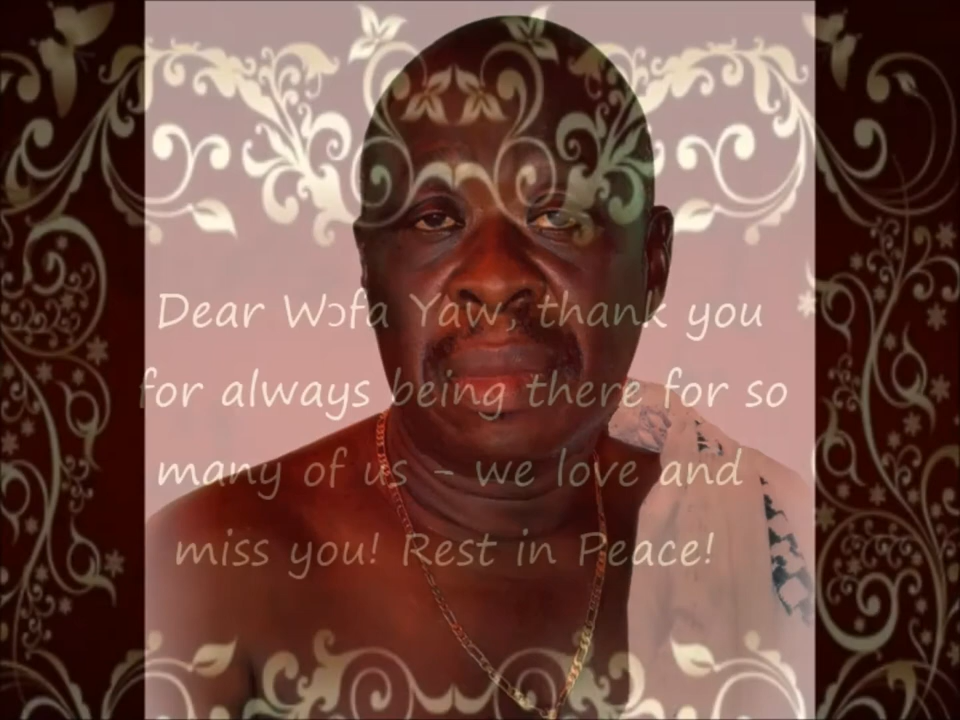 Dear Wɔfa Yaw, thank you
for always being there for so
many of us - we love and
miss you! Rest in Peace!